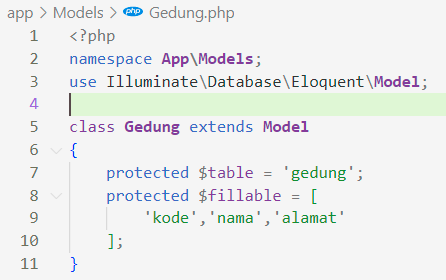 app > Models > php Gedung.php
1 <?php
2 namespace App\Models;
3 use Illuminate\Database\Eloquent\Model;
4
5 class Gedung extends Model
6 {
7 protected $table = 'gedung';
8 protected $fillable = [
9 'kode','nama','alamat'
10 ];
11 }